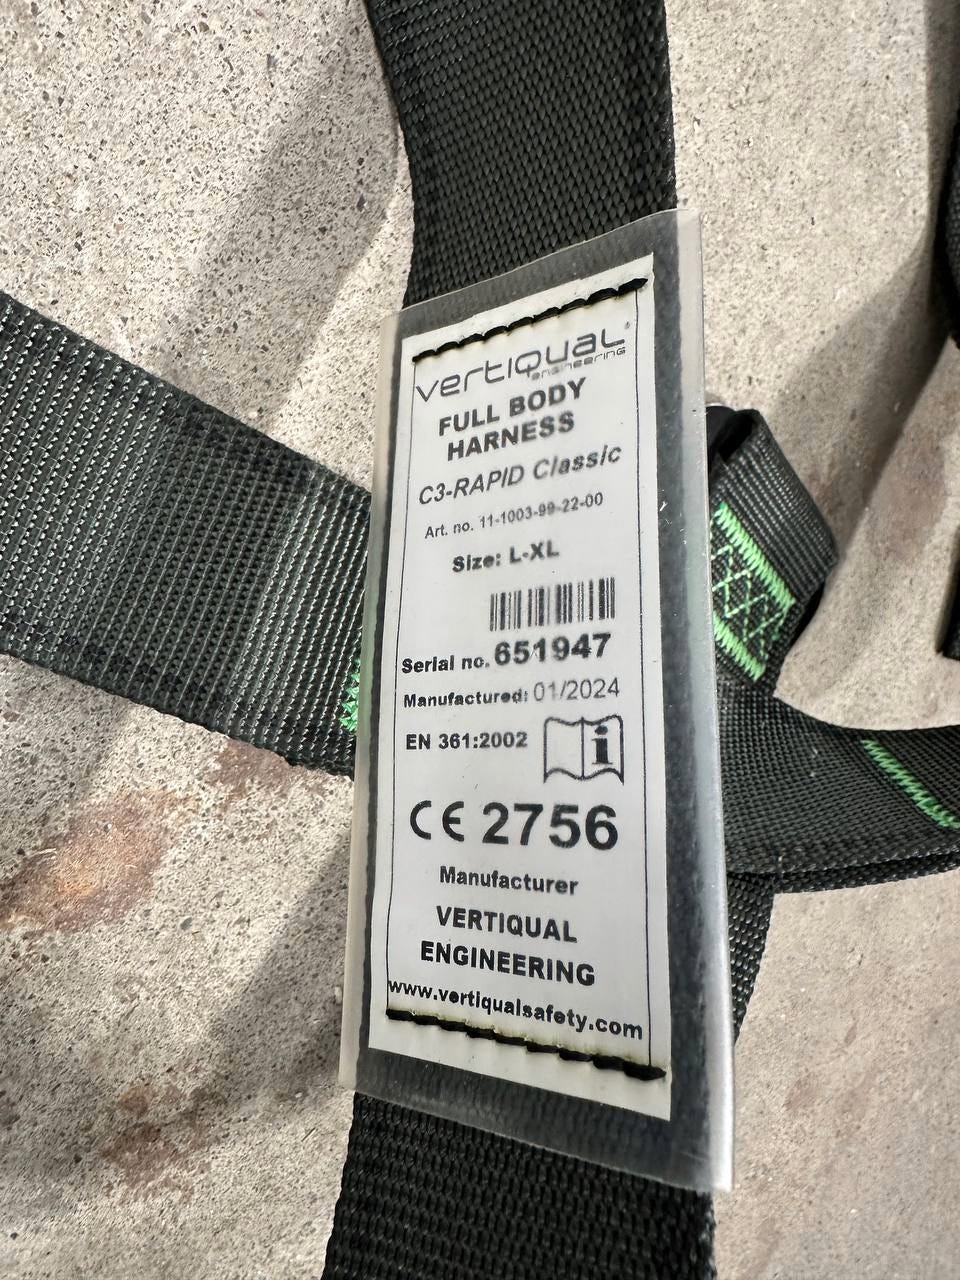 vertiqual®
engineering
FULL BODY
HARNESS
C3-RAPID Classic
Art. no. 11-1003-99-22-00
Size: L-XL
Serial no. 651947
Manufactured: 01/2024
EN 361:2002
i
CE 2756
Manufacturer
VERTIQUAL
ENGINEERING
www.vertiqualsafety.com